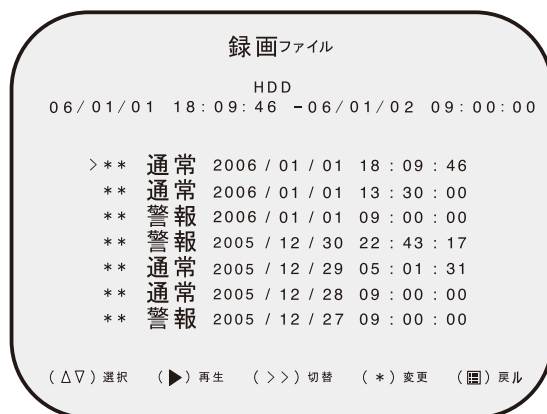 録画ファイル
HDD
06/01/01 18:09:46 -06/01/02 09:00:00
>** 通常 2006/01/01 18:09:46
** 通常 2006/01/01 13:30:00
** 警報 2006/01/01 09:00:00
** 警報 2005/12/30 22:43:17
** 通常 2005/12/29 05:01:31
** 通常 2005/12/28 09:00:00
** 警報 2005/12/27 09:00:00
(△▽)選択 (▶)再生 (>>)切替 (*)変更 (▤)戻ル